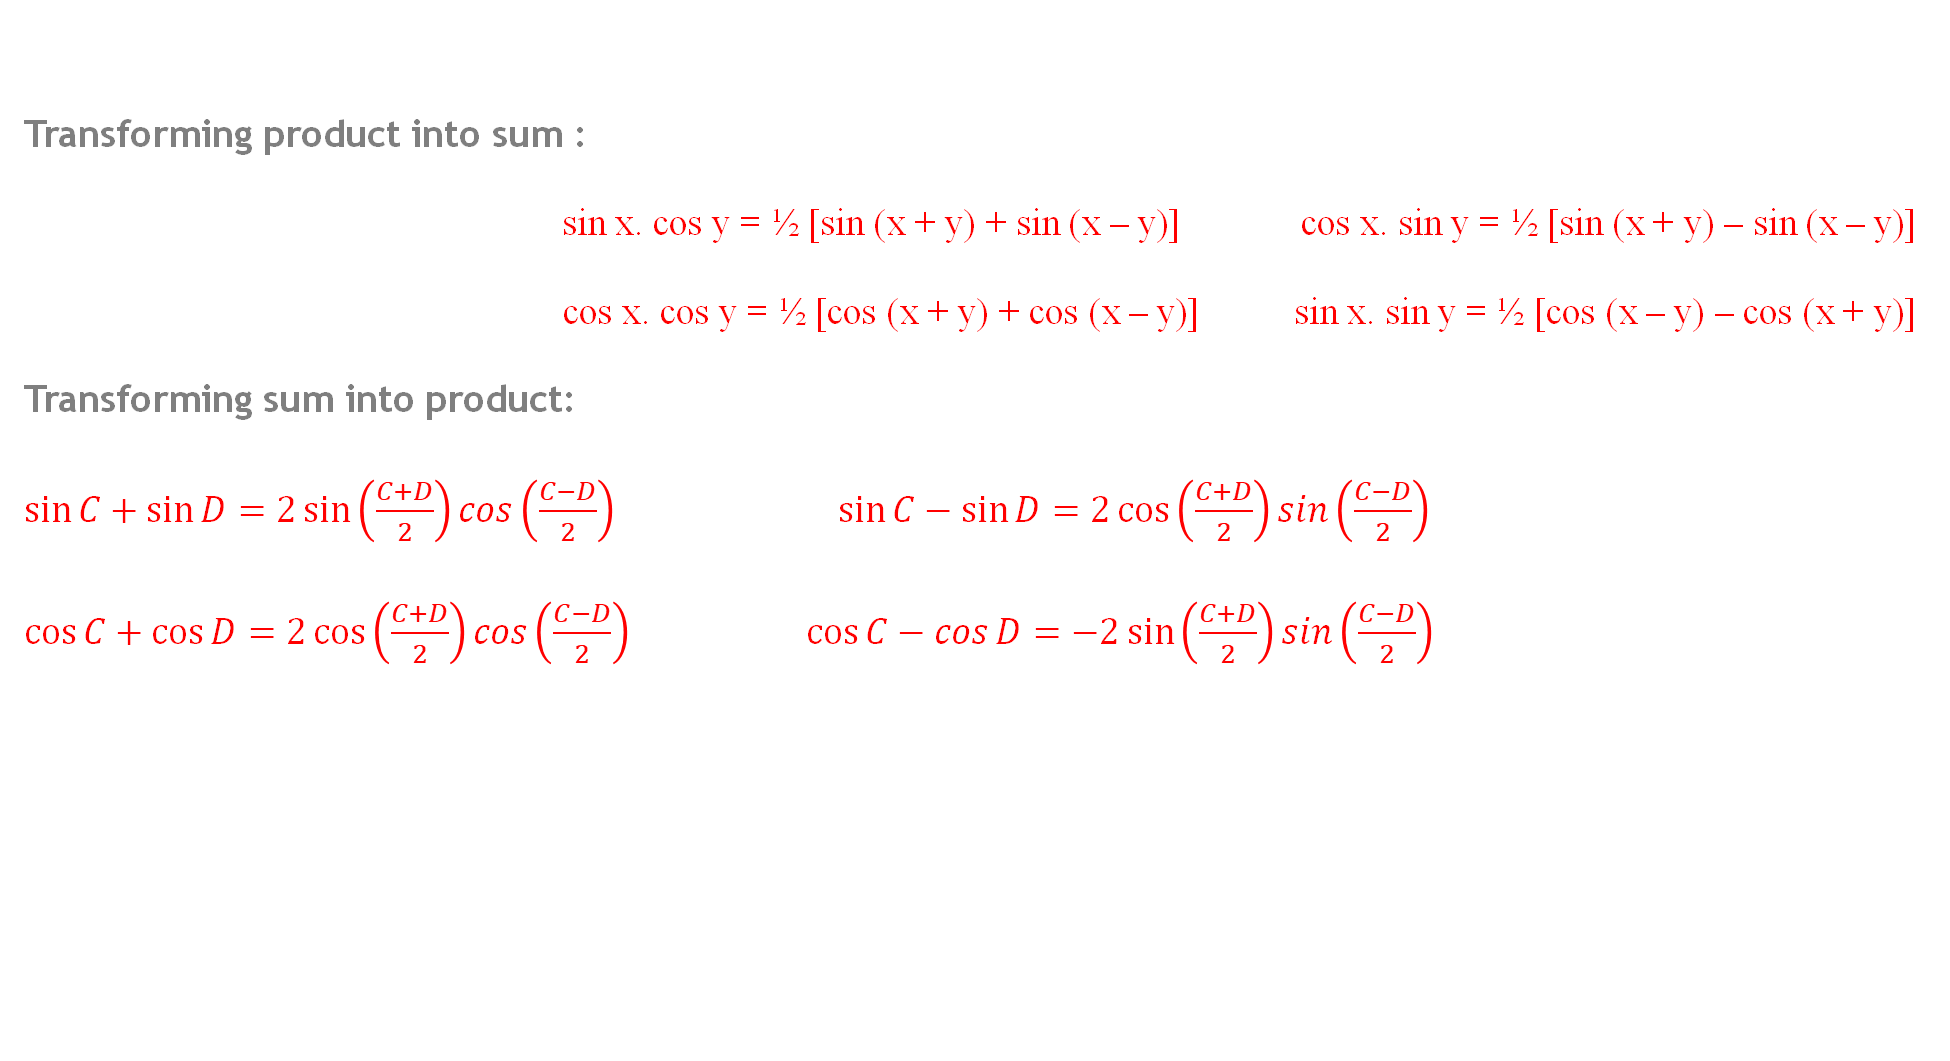 Transforming product into sum :
sin x. cos y = ½ [sin (x + y) + sin (x – y)] cos x. sin y = ½ [sin (x + y) – sin (x – y)]
cos x. cos y = ½ [cos (x + y) + cos (x – y)] sin x. sin y = ½ [cos (x – y) – cos (x + y)]
Transforming sum into product:
sin C + sin D = 2 sin ((C+D)/2) cos ((C−D)/2) sin C − sin D = 2 cos ((C+D)/2) sin ((C−D)/2)
cos C + cos D = 2 cos ((C+D)/2) cos ((C−D)/2) cos C − cos D = −2 sin ((C+D)/2) sin ((C−D)/2)